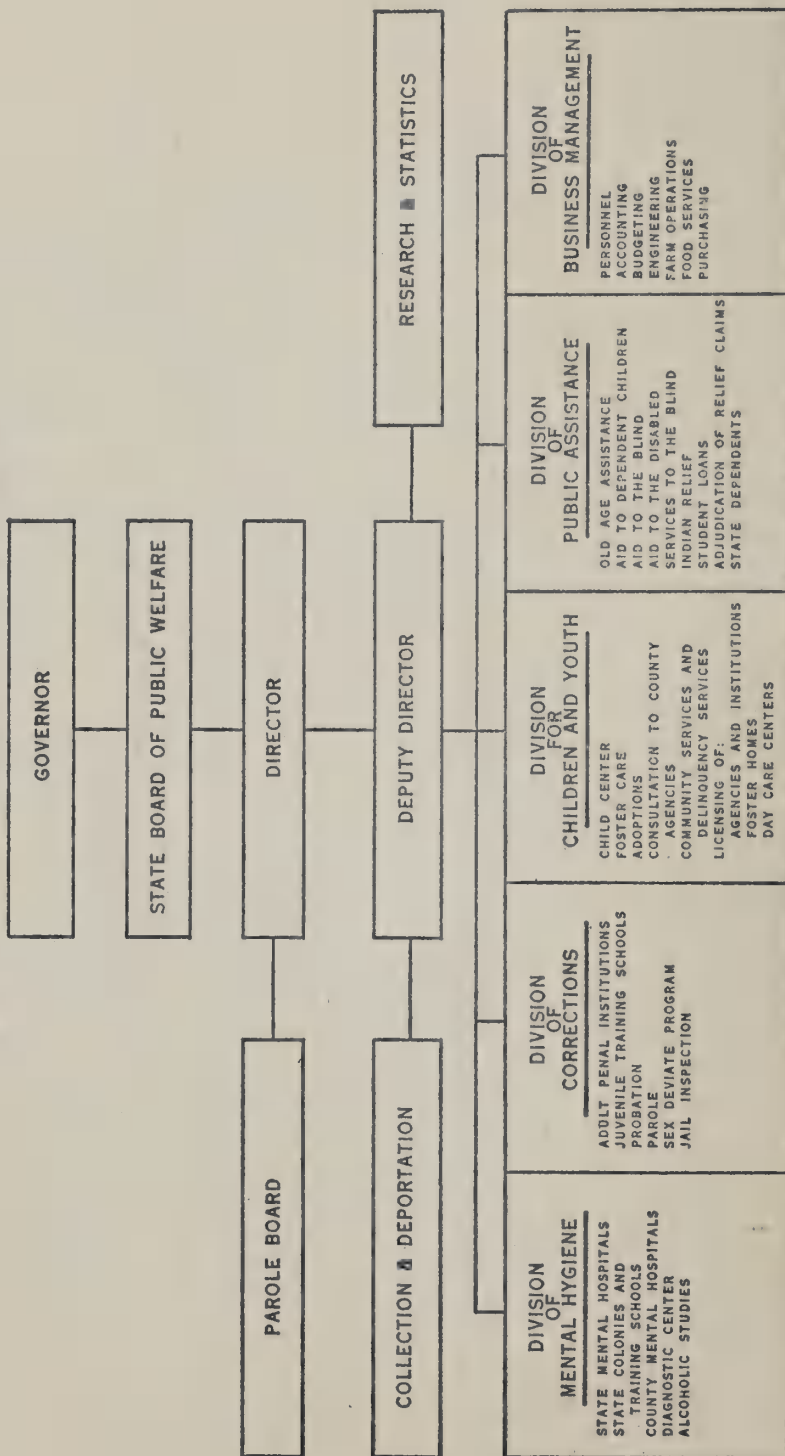 GOVERNOR
STATE BOARD OF PUBLIC WELFARE
PAROLE BOARD
DIRECTOR
COLLECTION & DEPORTATION
DEPUTY DIRECTOR
RESEARCH & STATISTICS
DIVISION
OF
MENTAL HYGIENE
STATE MENTAL HOSPITALS
STATE COLONIES AND
TRAINING SCHOOLS
COUNTY MENTAL HOSPITALS
DIAGNOSTIC CENTER
ALCOHOLIC STUDIES
DIVISION
OF
CORRECTIONS
ADULT PENAL INSTITUTIONS
JUVENILE TRAINING SCHOOLS
PROBATION
PAROLE
SEX DEVIATE PROGRAM
JAIL INSPECTION
DIVISION
FOR
CHILDREN AND YOUTH
CHILD CENTER
FOSTER CARE
ADOPTIONS
CONSULTATION TO COUNTY
AGENCIES
COMMUNITY SERVICES AND
DELINQUENCY SERVICES
LICENSING OF:
AGENCIES AND INSTITUTIONS
FOSTER HOMES
DAY CARE CENTERS
DIVISION
OF
PUBLIC ASSISTANCE
OLD AGE ASSISTANCE
AID TO DEPENDENT CHILDREN
AID TO THE BLIND
AID TO THE DISABLED
SERVICES TO THE BLIND
INDIAN RELIEF
STUDENT LOANS
ADJUDICATION OF RELIEF CLAIMS
STATE DEPENDENTS
DIVISION
OF
BUSINESS MANAGEMENT
PERSONNEL
ACCOUNTING
BUDGETING
ENGINEERING
FARM OPERATIONS
FOOD SERVICES
PURCHASING